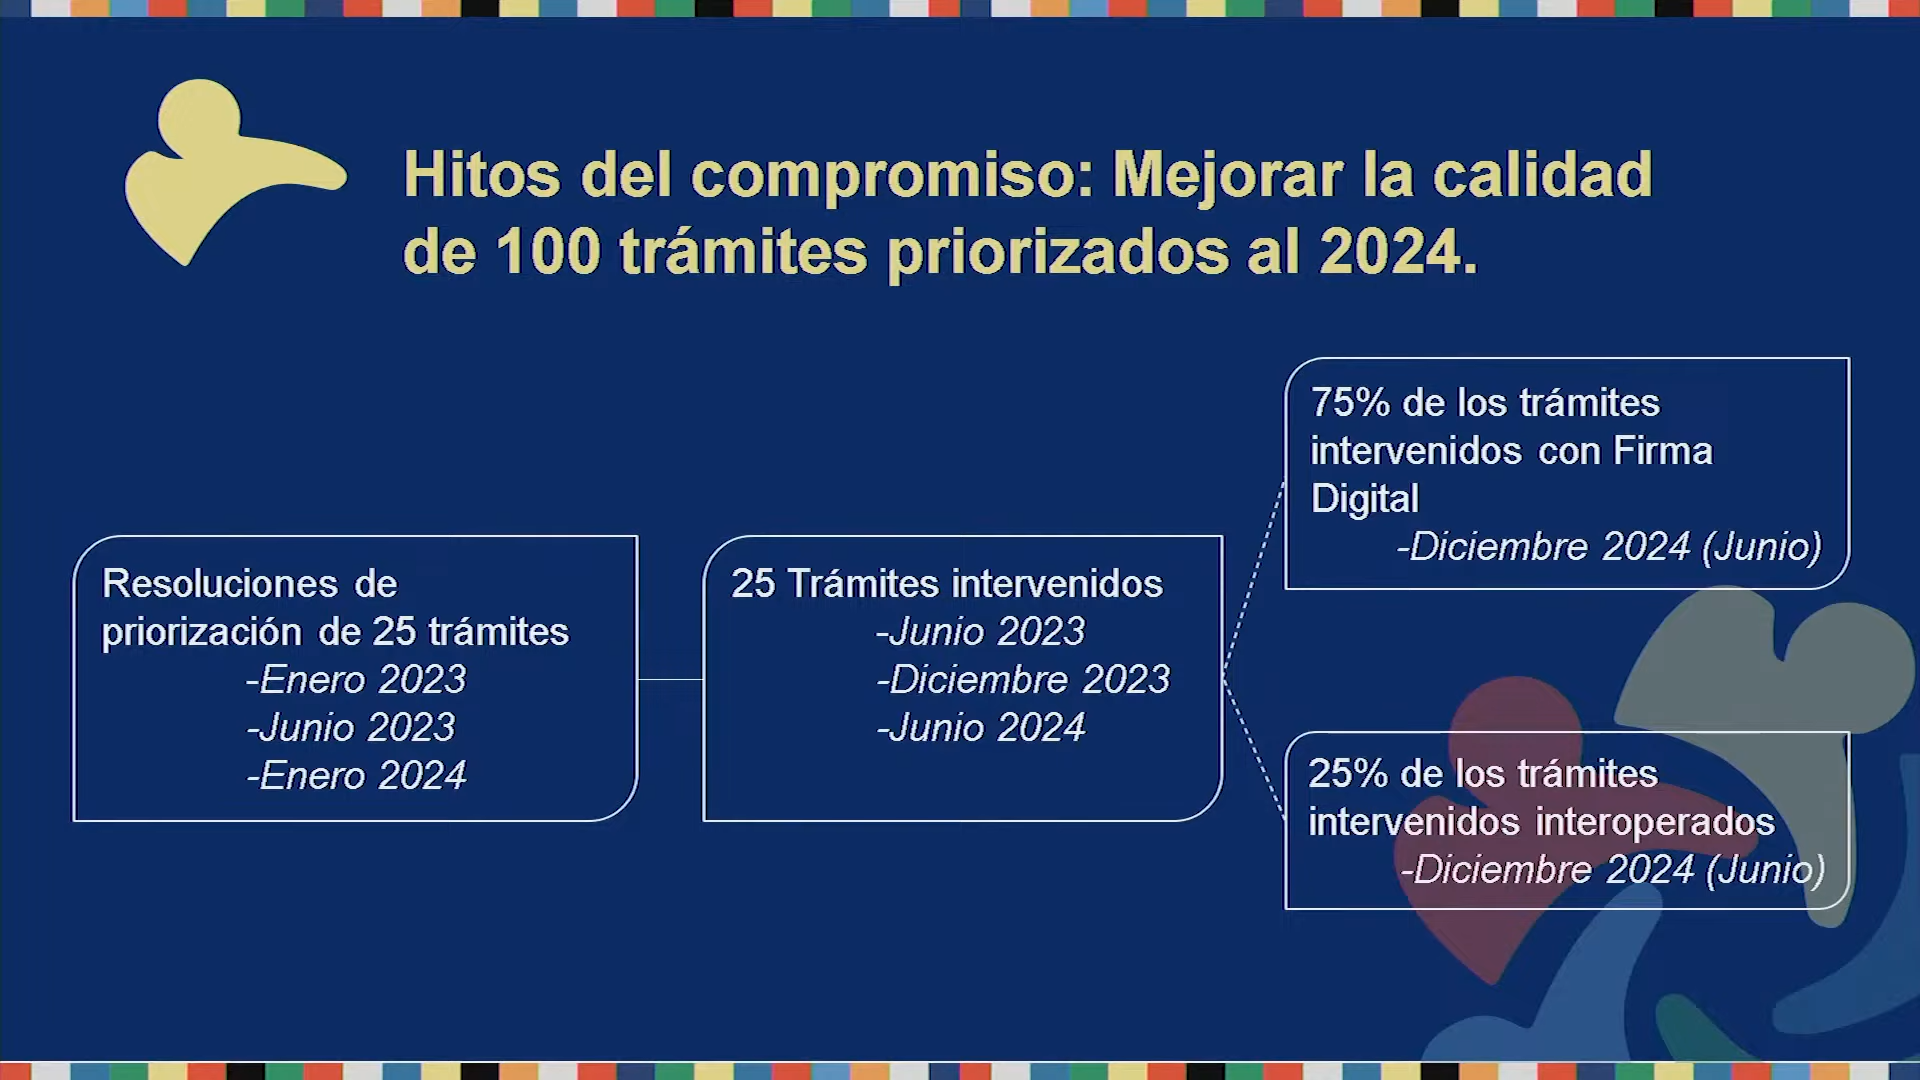 Hitos del compromiso: Mejorar la calidad
de 100 trámites priorizados al 2024.
Resoluciones de
priorización de 25 trámites
-Enero 2023
-Junio 2023
-Enero 2024
25 Trámites intervenidos
-Junio 2023
-Diciembre 2023
-Junio 2024
75% de los trámites
intervenidos con Firma
Digital
-Diciembre 2024 (Junio)
25% de los trámites
intervenidos interoperados
-Diciembre 2024 (Junio)